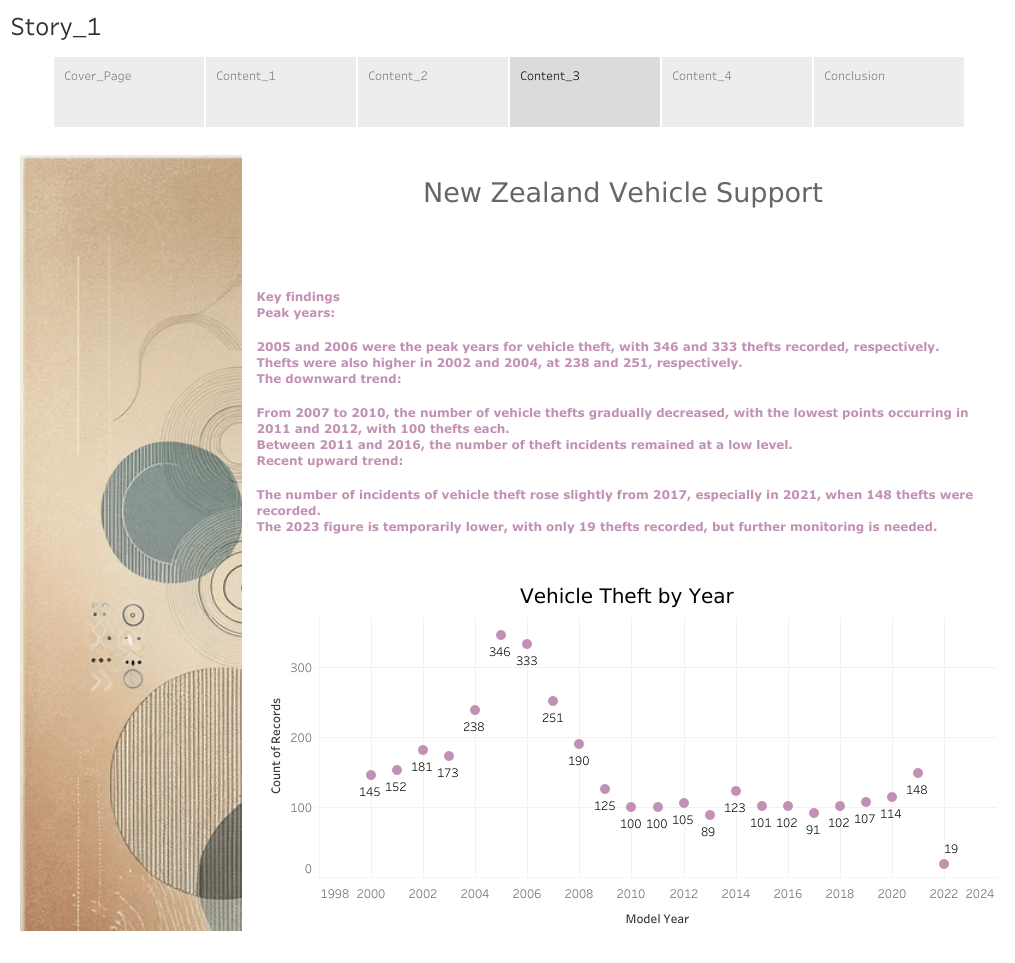 Story_1
Cover_Page
Content_1
Content_2
Content_3
Content_4
Conclusion
New Zealand Vehicle Support
Key findings
Peak years:
2005 and 2006 were the peak years for vehicle theft, with 346 and 333 thefts recorded, respectively.
Thefts were also higher in 2002 and 2004, at 238 and 251, respectively.
The downward trend:
From 2007 to 2010, the number of vehicle thefts gradually decreased, with the lowest points occurring in
2011 and 2012, with 100 thefts each.
Between 2011 and 2016, the number of theft incidents remained at a low level.
Recent upward trend:
The number of incidents of vehicle theft rose slightly from 2017, especially in 2021, when 148 thefts were
recorded.
The 2023 figure is temporarily lower, with only 19 thefts recorded, but further monitoring is needed.
Vehicle Theft by Year
Count of Records
300
200
100
0
145
152
181
173
238
346
333
251
190
125
100
100
105
89
123
101
102
91
102
107
114
148
19
1998
2000
2002
2004
2006
2008
2010
2012
2014
2016
2018
2020
2022
2024
Model Year